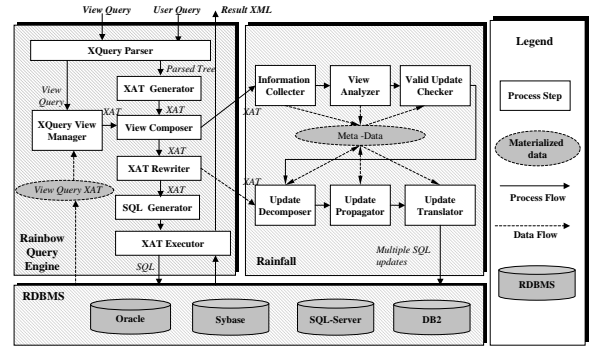 View Query
User Query
Result XML
XQuery Parser
View
Query
Parsed Tree
XAT Generator
XAT
XAT
XQuery View
Manager
View Composer
XAT
XAT Rewriter
View Query XAT
XAT
SQL Generator
Rainbow
Query
Engine
XAT Executor
SQL
Information
Collecter
View
Analyzer
Valid Update
Checker
XAT
Meta -Data
XAT
Update
Decomposer
Update
Propagator
Update
Translator
Rainfall
Multiple SQL
updates
RDBMS
Oracle
Sybase
SQL-Server
DB2
Legend
Process Step
Materialized
data
Process Flow
Data Flow
RDBMS